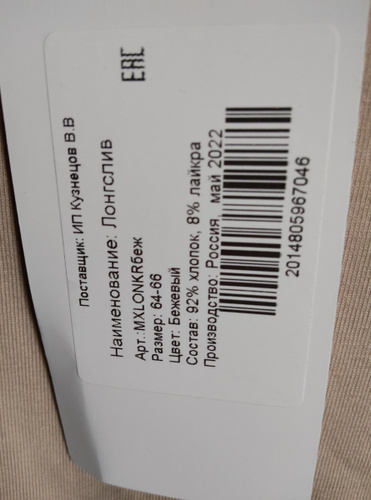 Поставщик: ИП Кузнецов В.В
EAC
Наименование: Лонгслив
Арт.:MXLONKR6еж
Размер: 64-66
Цвет: Бежевый
Состав: 92% хлопок, 8% лайкра
Производство: Россия, май 2022
2014805967046